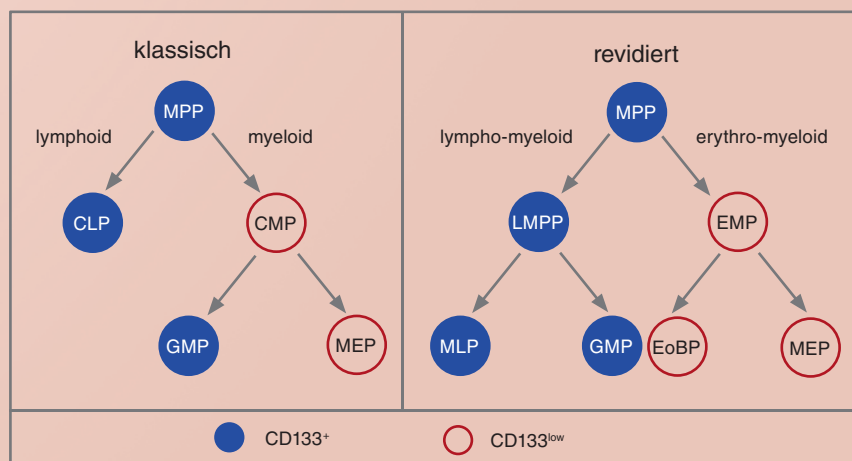 klassisch
MPP
lymphoid
myeloid
CLP
CMP
GMP
MEP
revidiert
MPP
lympho-myeloid
erythro-myeloid
LMPP
EMP
MLP
GMP
EoBP
MEP
CD133⁺
CD133ˡᵒʷ